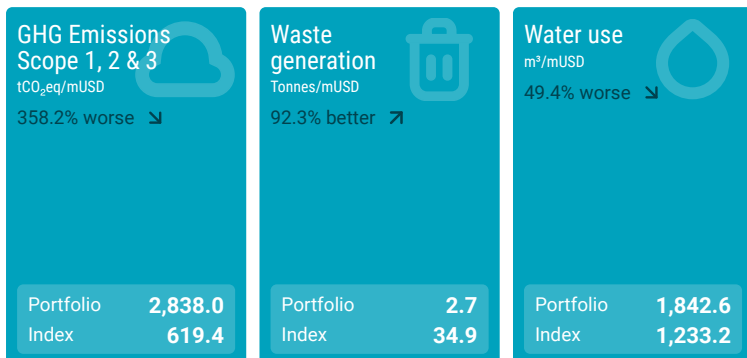 GHG Emissions
Scope 1, 2 & 3
tCO₂eq/mUSD
358.2% worse
Portfolio 2,838.0
Index 619.4
Waste
generation
Tonnes/mUSD
92.3% better
Portfolio 2.7
Index 34.9
Water use
m³/mUSD
49.4% worse
Portfolio 1,842.6
Index 1,233.2